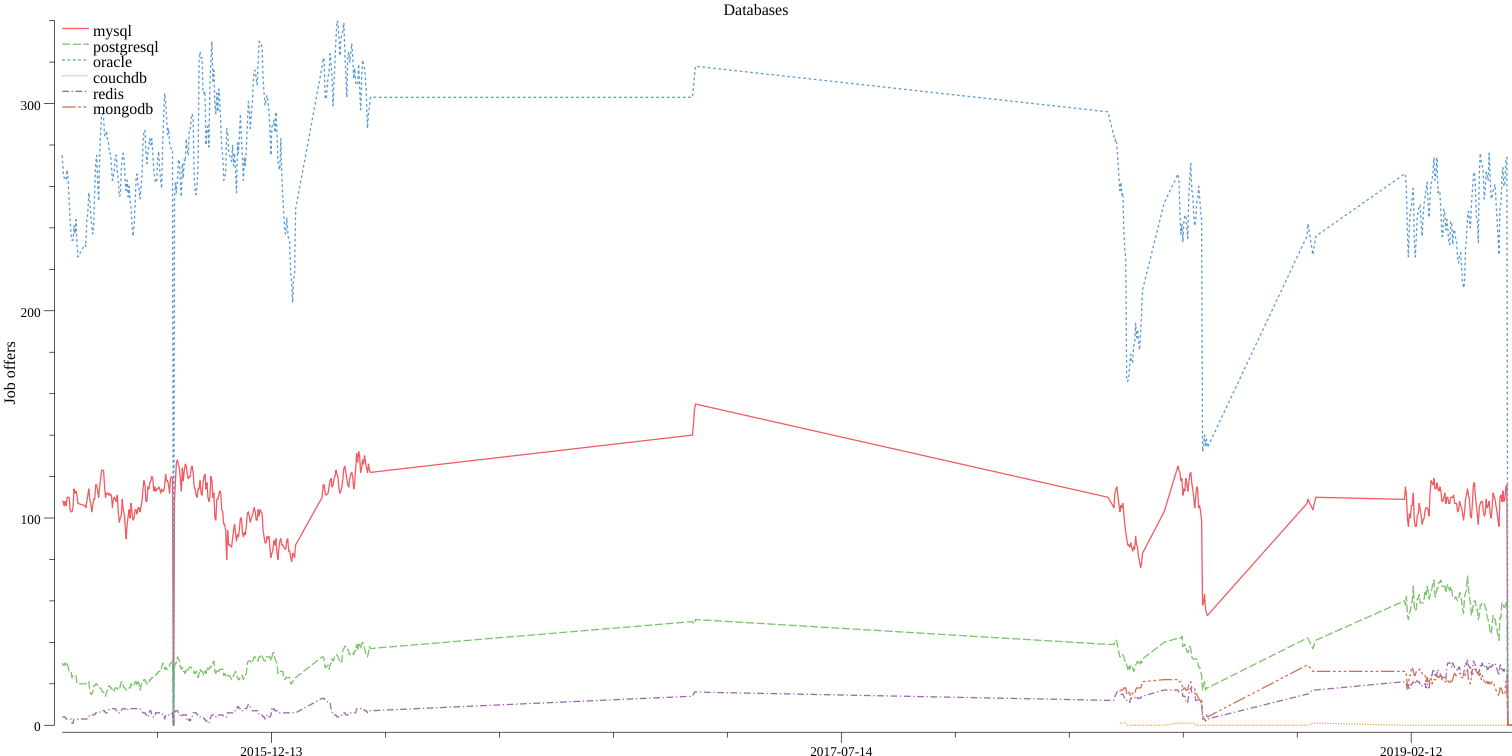 Databases
mysql
postgresql
oracle
couchdb
redis
mongodb
300
200
100
0
Job offers
2015-12-13
2017-07-14
2019-02-12